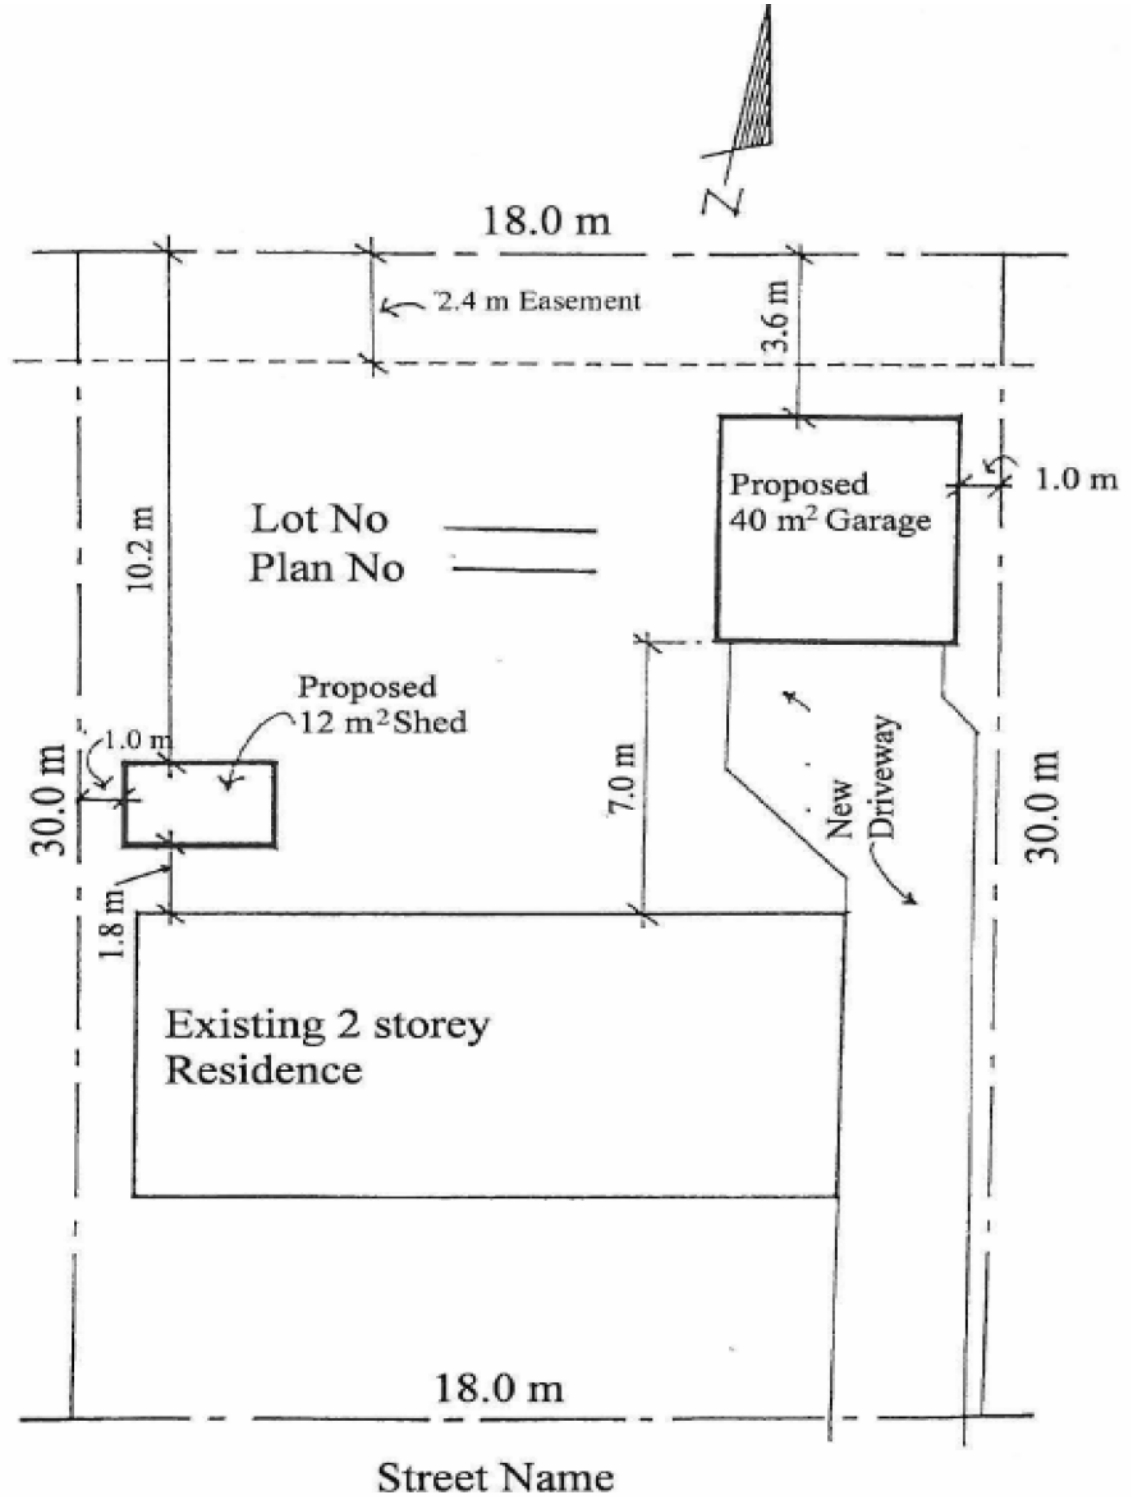 Z
18.0 m
2.4 m Easement
3.6 m
Proposed
40 m² Garage
1.0 m
10.2 m
Lot No
Plan No
Proposed
12 m² Shed
1.0 m
30.0 m
7.0 m
New
Driveway
30.0 m
1.8 m
Existing 2 storey
Residence
18.0 m
Street Name